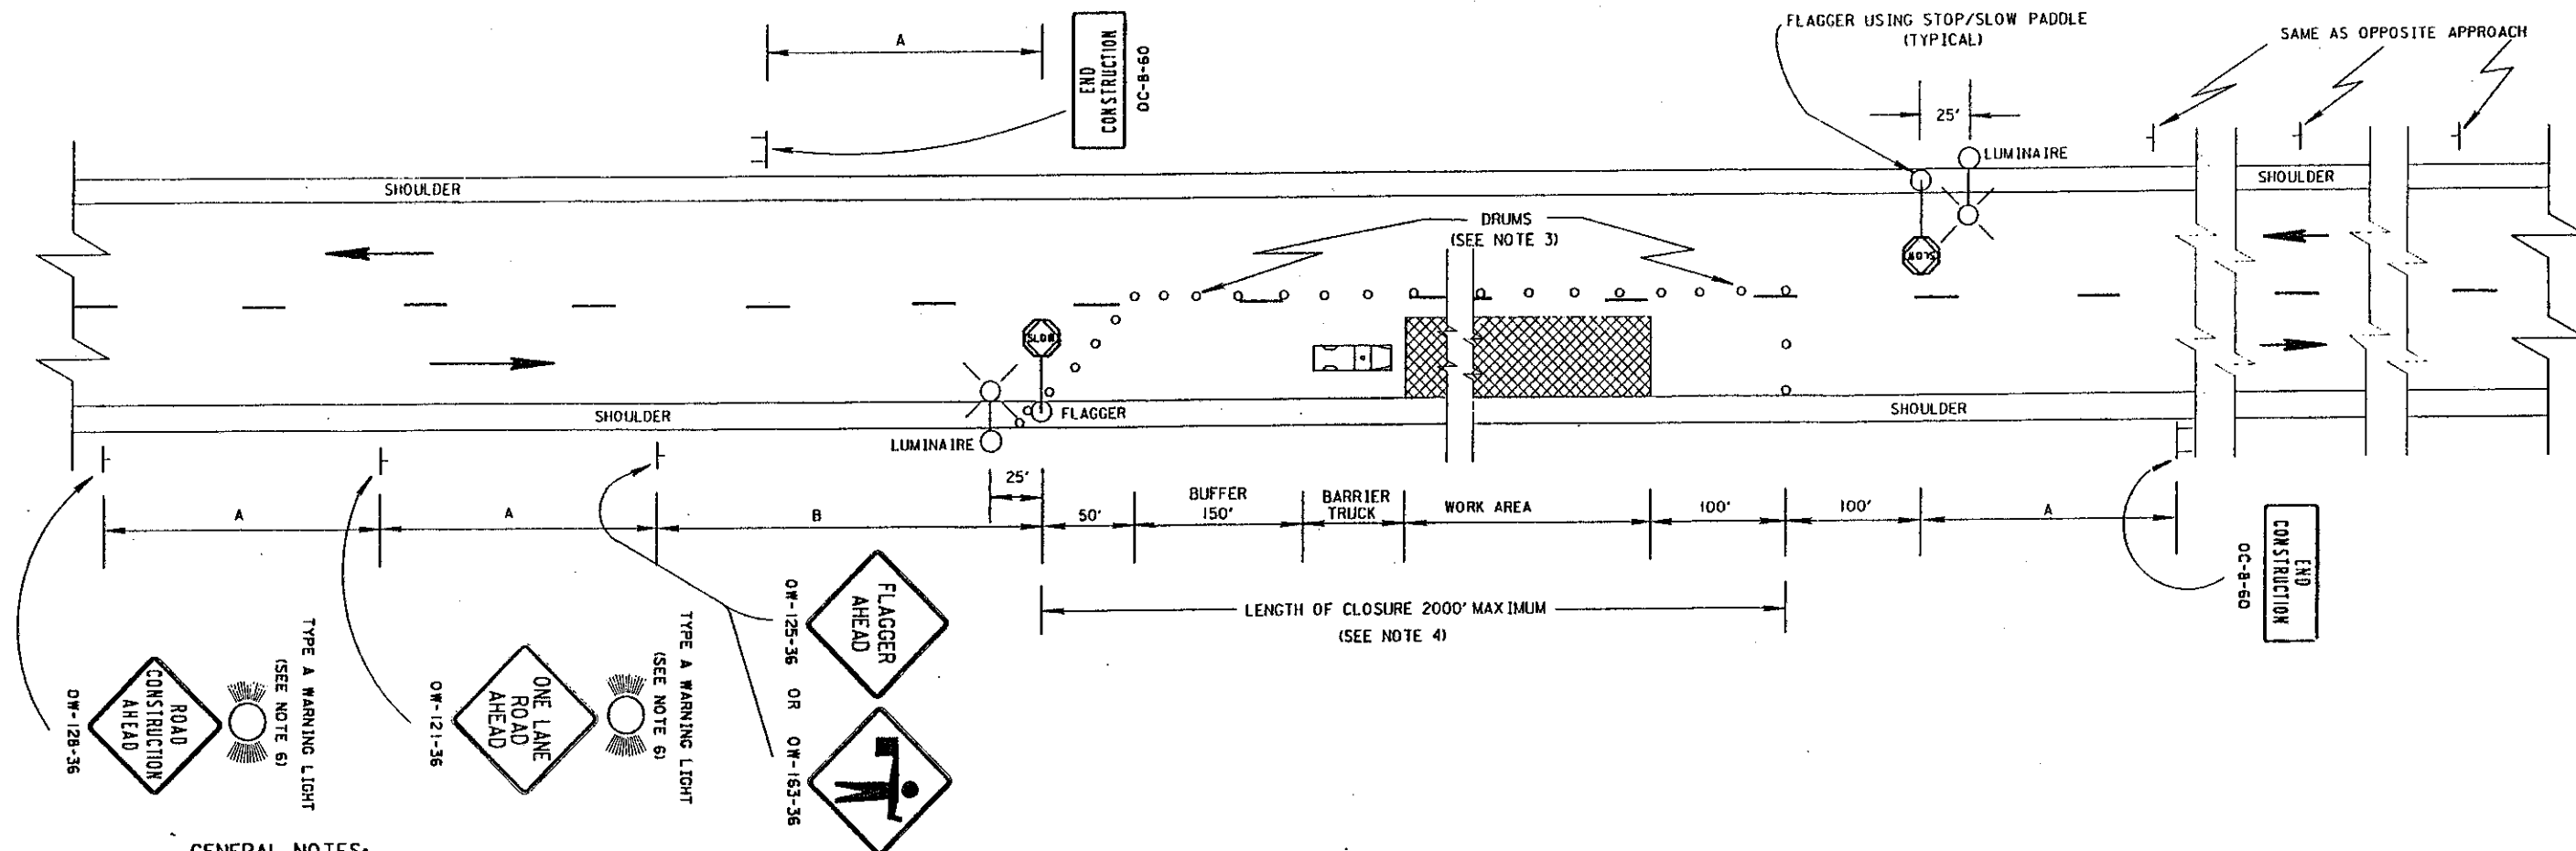 FLAGGER USING STOP/SLOW PADDLE
(TYPICAL)
SAME AS OPPOSITE APPROACH
A
END
CONSTRUCTION
OC-B-60
25'
LUMINAIRE
SHOULDER
SHOULDER
DRUMS
(SEE NOTE 3)
SLOW
SLOW
SHOULDER
FLAGGER
SHOULDER
LUMINAIRE
25'
A
A
B
50'
BUFFER
150'
BARRIER
TRUCK
WORK AREA
100'
100'
A
END
CONSTRUCTION
OC-B-60
LENGTH OF CLOSURE 2000' MAXIMUM
(SEE NOTE 4)
ROAD
CONSTRUCTION
AHEAD
OW-128-36
TYPE A WARNING LIGHT
(SEE NOTE 6)
ONE LANE
ROAD
AHEAD
OW-121-36
TYPE A WARNING LIGHT
(SEE NOTE 6)
FLAGGER
AHEAD
OW-125-36 OR OW-163-36
GENERAL NOTES: